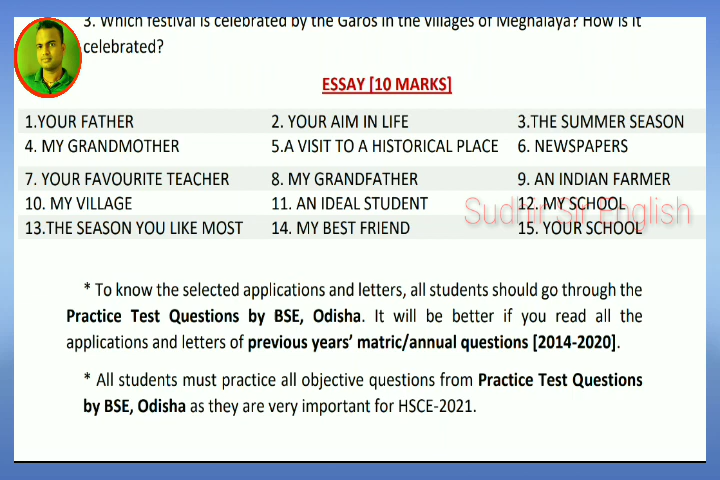 3. Which festival is celebrated by the Garos in the villages of Meghalaya? How is it
celebrated?
ESSAY [10 MARKS]
1.YOUR FATHER 2. YOUR AIM IN LIFE 3.THE SUMMER SEASON
4. MY GRANDMOTHER 5.A VISIT TO A HISTORICAL PLACE 6. NEWSPAPERS
7. YOUR FAVOURITE TEACHER 8. MY GRANDFATHER 9. AN INDIAN FARMER
10. MY VILLAGE 11. AN IDEAL STUDENT 12. MY SCHOOL
Sudhir Sir English
13.THE SEASON YOU LIKE MOST 14. MY BEST FRIEND 15. YOUR SCHOOL
* To know the selected applications and letters, all students should go through the
Practice Test Questions by BSE, Odisha. It will be better if you read all the
applications and letters of previous years' matric/annual questions [2014-2020].
* All students must practice all objective questions from Practice Test Questions
by BSE, Odisha as they are very important for HSCE-2021.